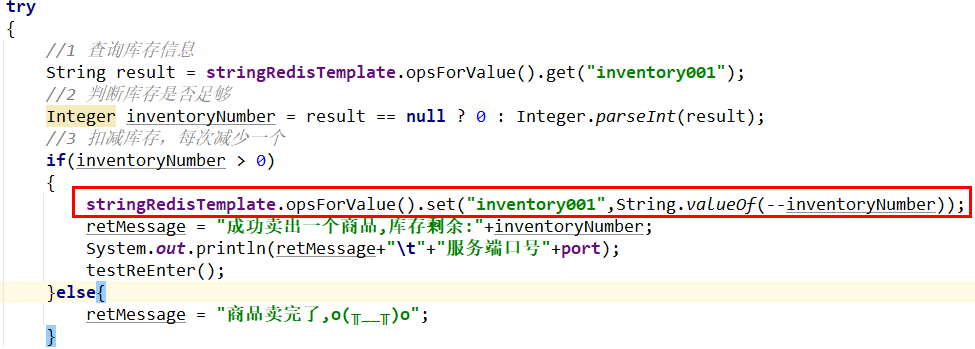 try
{
//1 查询库存信息
String result = stringRedisTemplate.opsForValue().get("inventory001");
//2 判断库存是否足够
Integer inventoryNumber = result == null ? 0 : Integer.parseInt(result);
//3 扣减库存，每次减少一个
if(inventoryNumber > 0)
{
stringRedisTemplate.opsForValue().set("inventory001",String.valueOf(--inventoryNumber));
retMessage = "成功卖出一个商品,库存剩余:"+inventoryNumber;
System.out.println(retMessage+"\t"+"服务端口号"+port);
testReEnter();
}else{
retMessage = "商品卖完了,o(╥﹏╥)o";
}